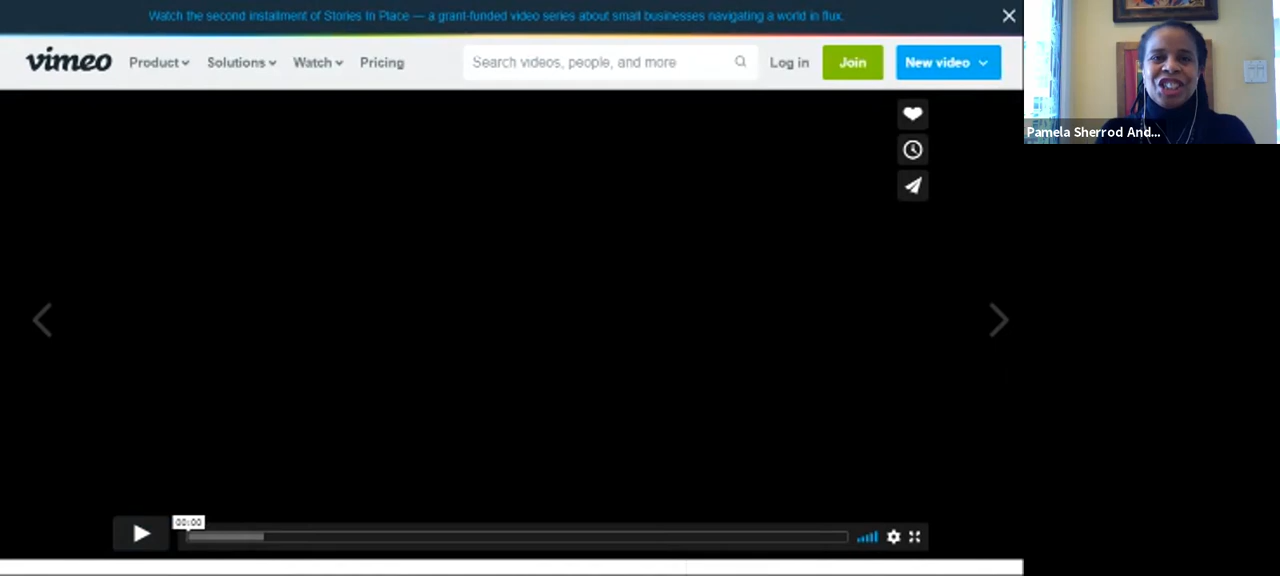 Watch the second installment of Stories in Place — a grant-funded video series about small businesses navigating a world in flux.
vimeo Product Solutions Watch Pricing Search videos, people, and more Log in Join New video
Pamela Sherrod And...
00:00